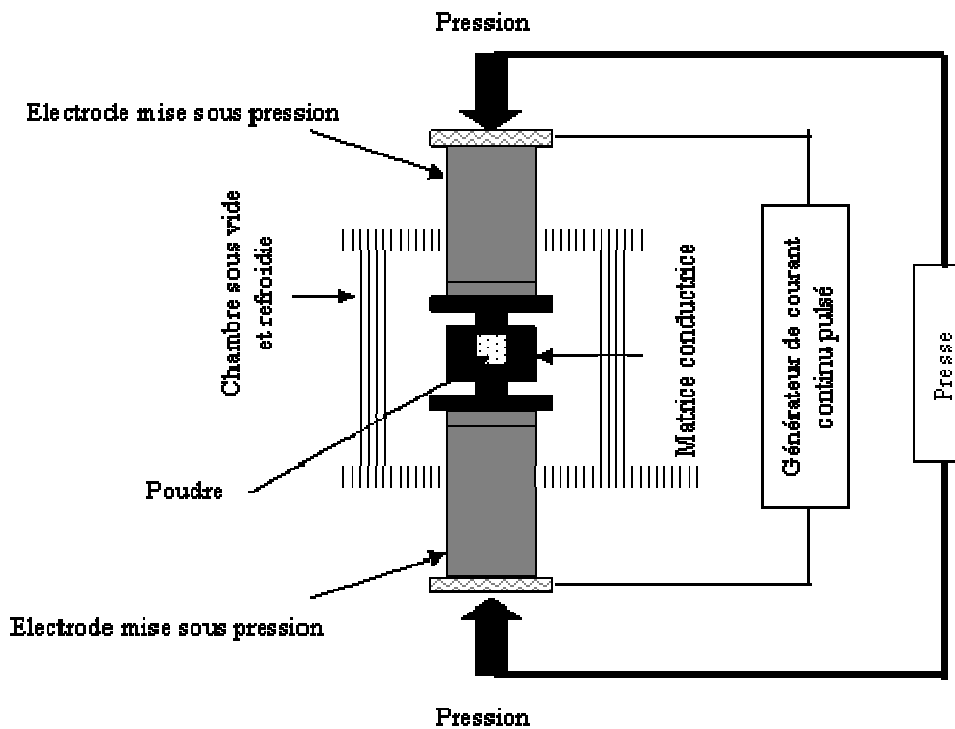 Pression
Electrode mise sous pression
Chambre sous vide
et refroidie
Matrice conductrice
Générateur de courant
continu pulsé
Presse
Poudre
Electrode mise sous pression
Pression